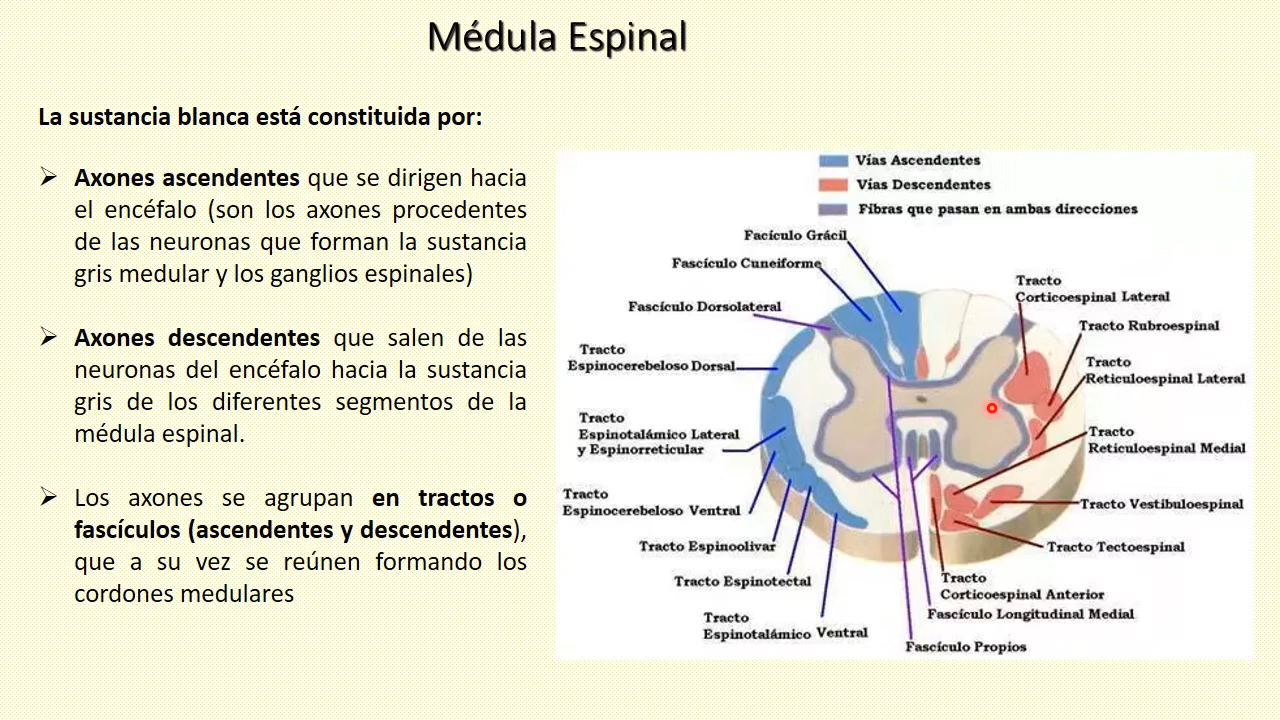 Médula Espinal
La sustancia blanca está constituida por:
➢ Axones ascendentes que se dirigen hacia
el encéfalo (son los axones procedentes
de las neuronas que forman la sustancia
gris medular y los ganglios espinales)
➢ Axones descendentes que salen de las
neuronas del encéfalo hacia la sustancia
gris de los diferentes segmentos de la
médula espinal.
➢ Los axones se agrupan en tractos o
fascículos (ascendentes y descendentes),
que a su vez se reúnen formando los
cordones medulares
Vías Ascendentes
Vías Descendentes
Fibras que pasan en ambas direcciones
Facículo Grácil
Fascículo Cuneiforme
Fascículo Dorsolateral
Tracto
Espinocerebeloso Dorsal
Tracto
Espinotalámico Lateral
y Espinorreticular
Tracto
Espinocerebeloso Ventral
Tracto Espinoolivar
Tracto Espinotectal
Tracto
Espinotalámico Ventral
Tracto
Corticoespinal Lateral
Tracto Rubroespinal
Tracto
Reticuloespinal Lateral
Tracto
Reticuloespinal Medial
Tracto Vestibuloespinal
Tracto Tectoespinal
Tracto
Corticoespinal Anterior
Fascículo Longitudinal Medial
Fascículo Propios